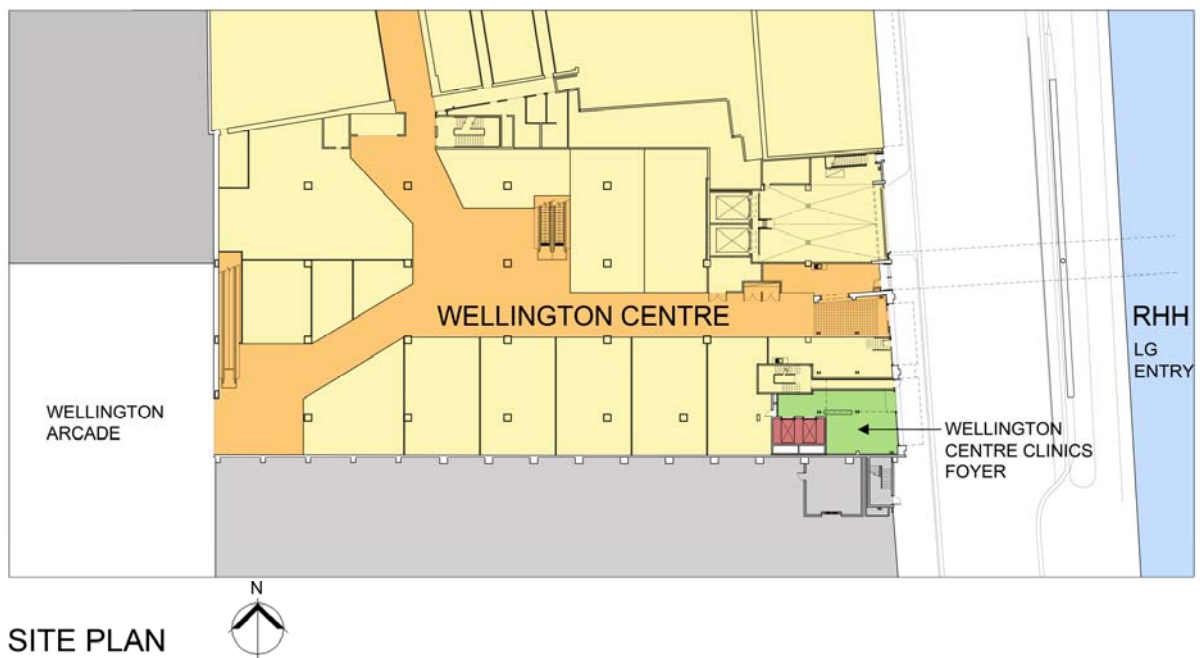 WELLINGTON CENTRE
RHH
LG
ENTRY
WELLINGTON
ARCADE
WELLINGTON
CENTRE CLINICS
FOYER
N
SITE PLAN